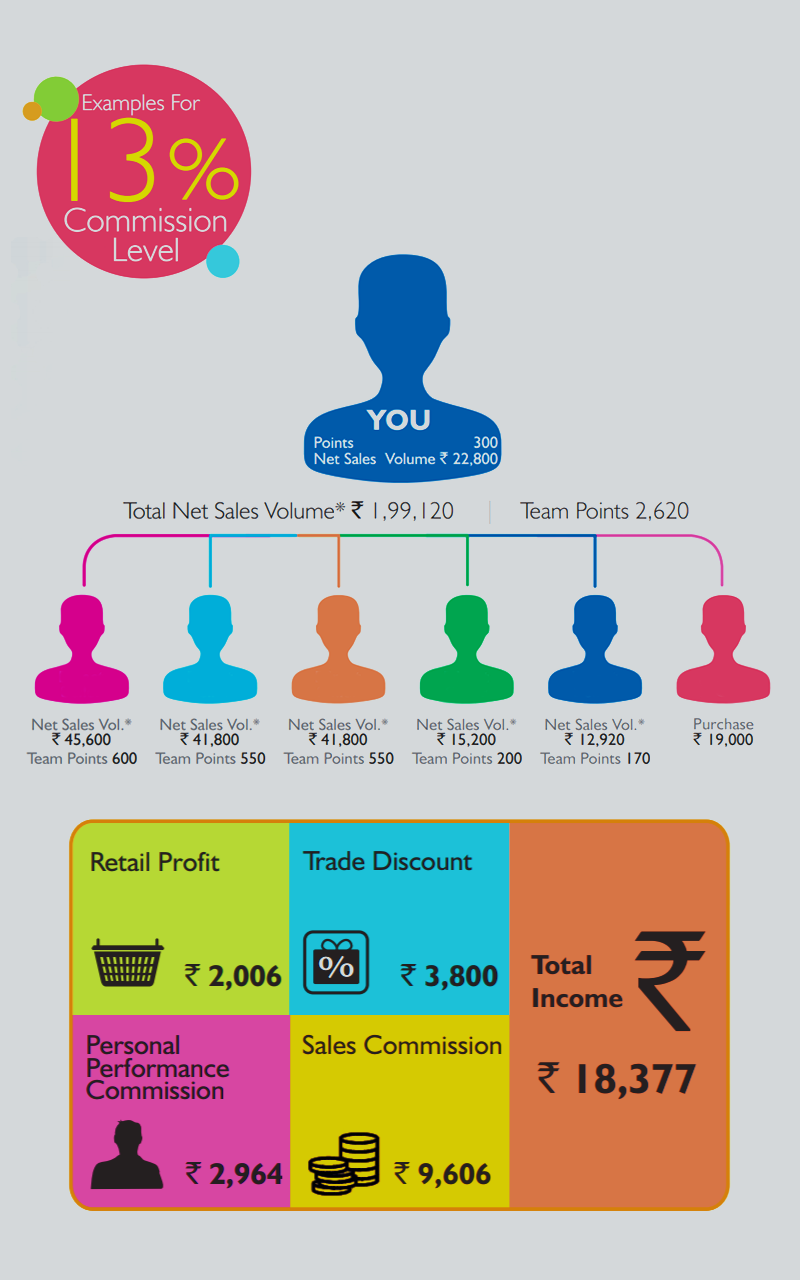 Examples For
13%
Commission
Level
YOU
Points 300
Net Sales Volume ₹ 22,800
Total Net Sales Volume* ₹ 1,99,120 | Team Points 2,620
Net Sales Vol.* Net Sales Vol.* Net Sales Vol.* Net Sales Vol.* Net Sales Vol.* Purchase
₹ 45,600 ₹ 41,800 ₹ 41,800 ₹ 15,200 ₹ 12,920 ₹ 19,000
Team Points 600 Team Points 550 Team Points 550 Team Points 200 Team Points 170
Retail Profit
₹ 2,006
Trade Discount
%
₹ 3,800
Personal
Performance
Commission
₹ 2,964
Sales Commission
₹ 9,606
Total
Income
₹
₹ 18,377